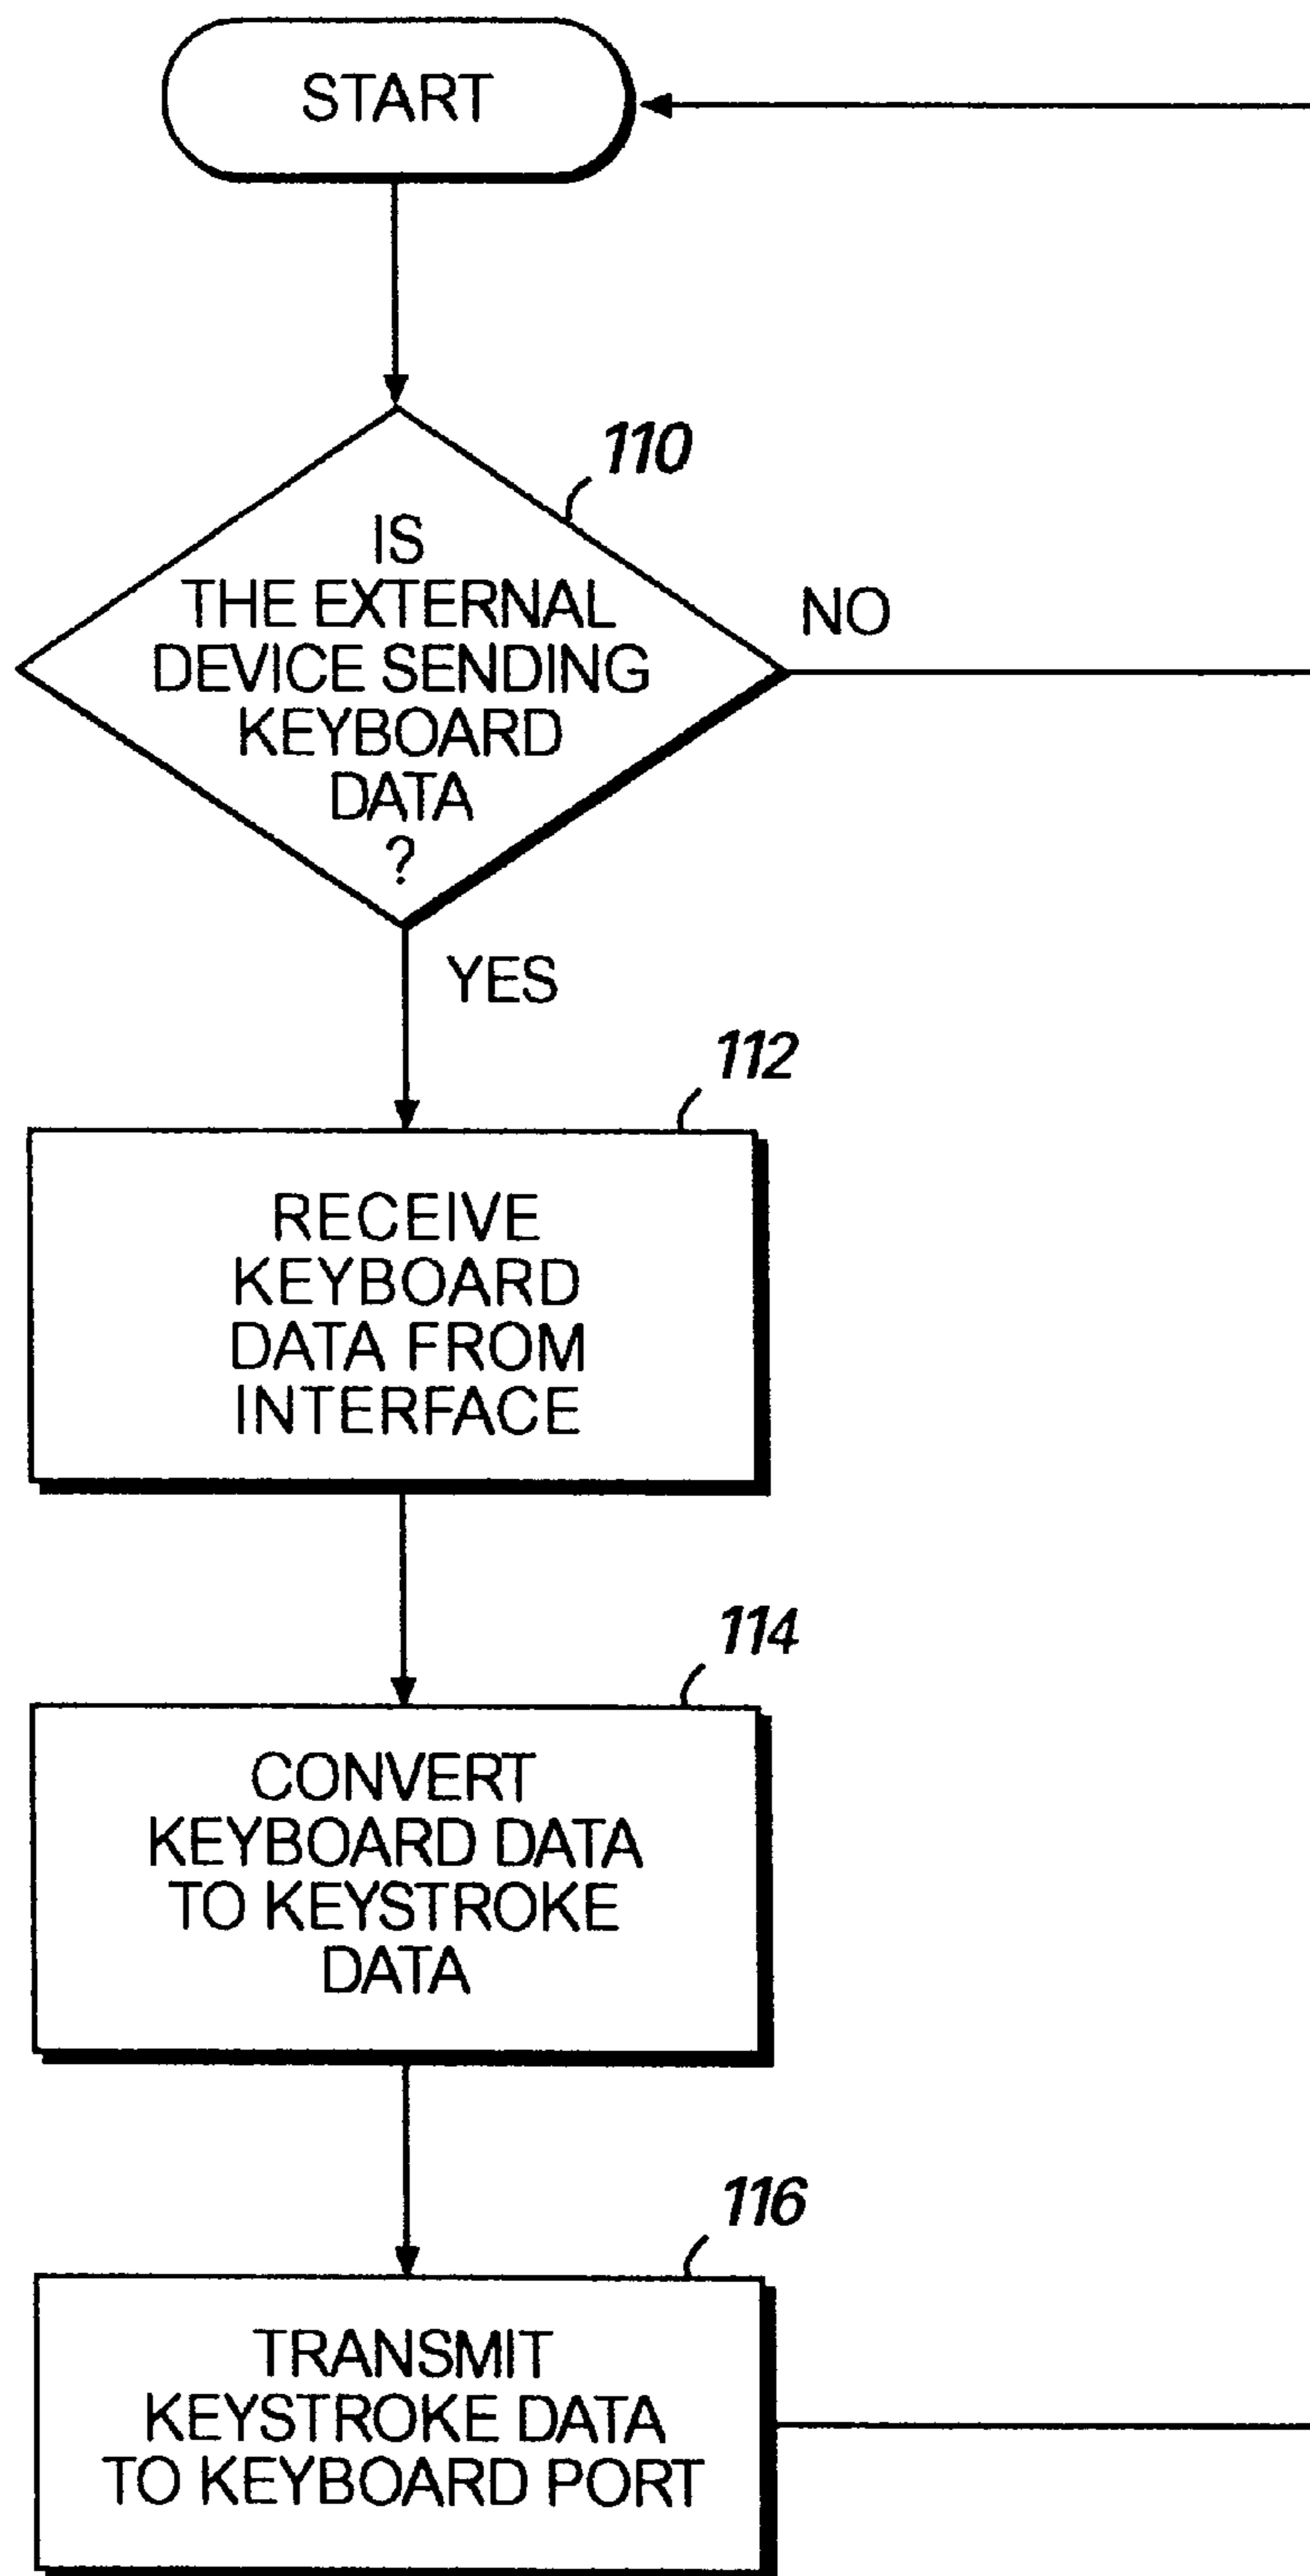 START
110
IS
THE EXTERNAL
DEVICE SENDING
KEYBOARD
DATA
?
NO
YES
112
RECEIVE
KEYBOARD
DATA FROM
INTERFACE
114
CONVERT
KEYBOARD DATA
TO KEYSTROKE
DATA
116
TRANSMIT
KEYSTROKE DATA
TO KEYBOARD PORT